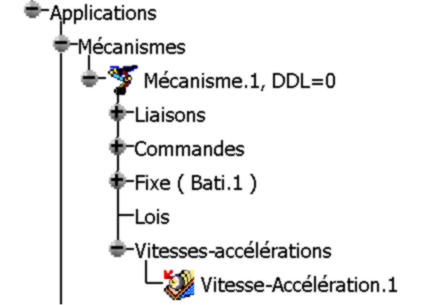 Applications
Mécanismes
Mécanisme.1, DDL=0
Liaisons
Commandes
Fixe ( Bati.1 )
Lois
Vitesses-accélérations
Vitesse-Accélération.1